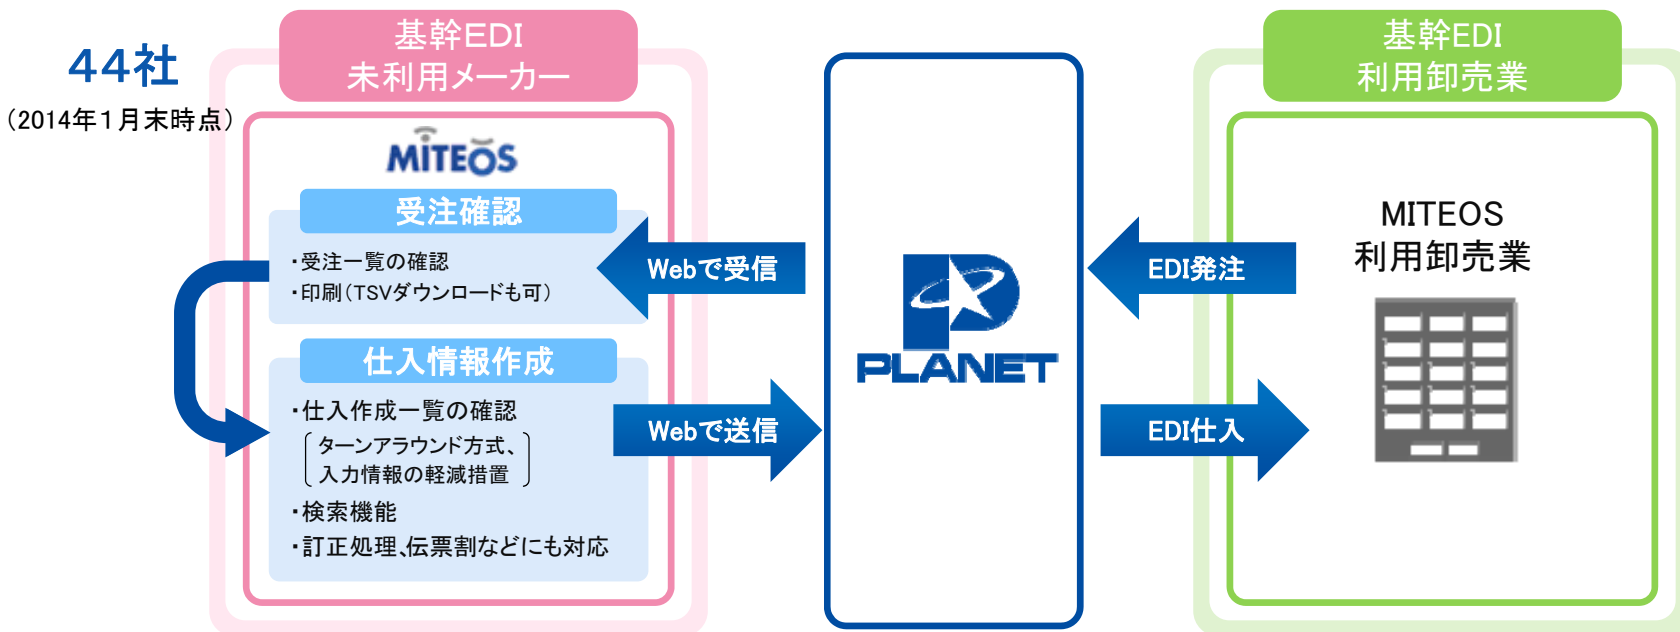 44社
(2014年1月末時点)
基幹EDI
未利用メーカー
MITEOS
受注確認
・受注一覧の確認
・印刷(TSVダウンロードも可)
仕入情報作成
・仕入作成一覧の確認
ターンアラウンド方式、
入力情報の軽減措置
・検索機能
・訂正処理、伝票割などにも対応
Webで受信
Webで送信
PLANET
EDI発注
EDI仕入
基幹EDI
利用卸売業
MITEOS
利用卸売業